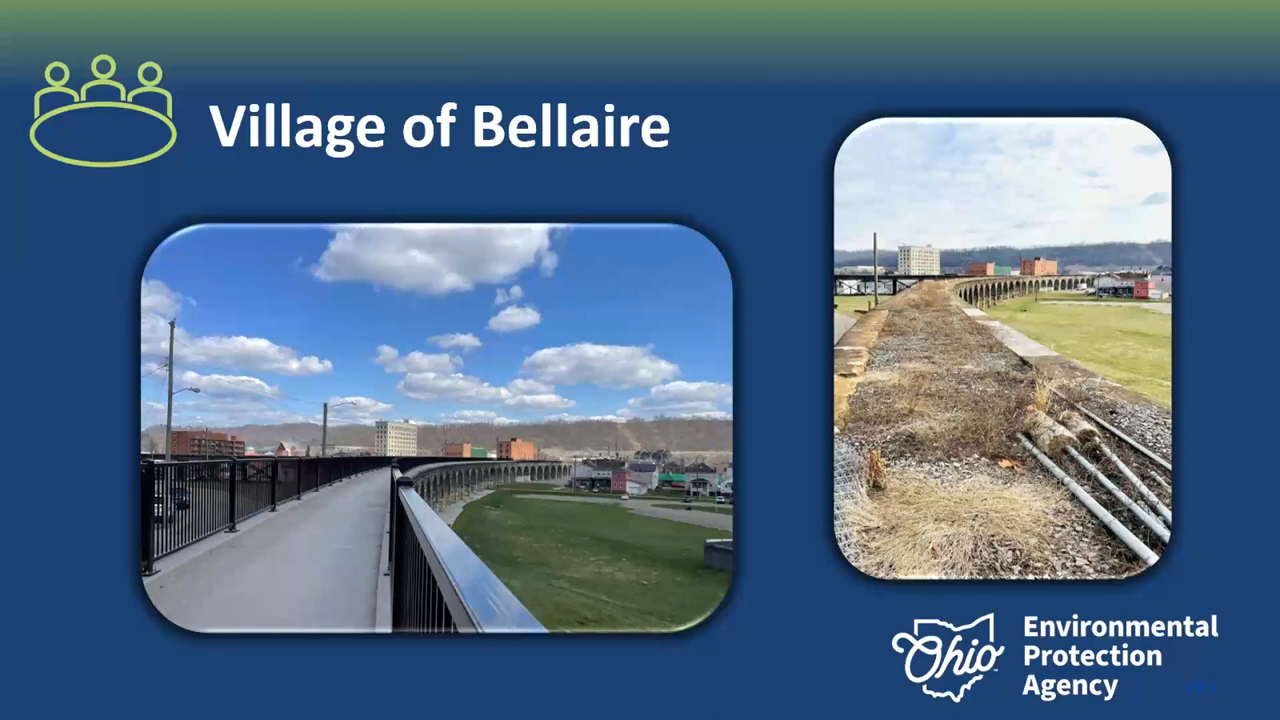 Village of Bellaire
Ohio
Environmental
Protection
Agency